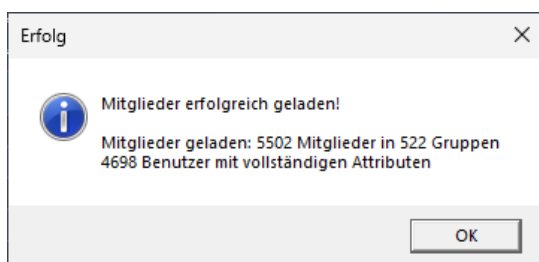 Erfolg
Mitglieder erfolgreich geladen!
Mitglieder geladen: 5502 Mitglieder in 522 Gruppen
4698 Benutzer mit vollständigen Attributen
OK